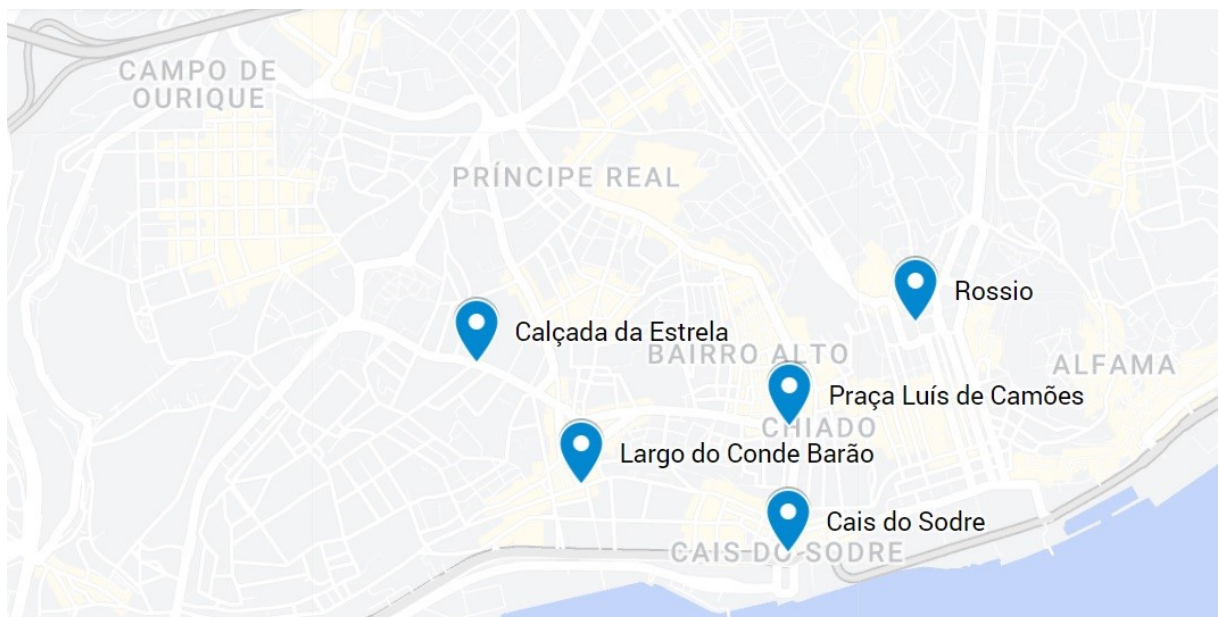 CAMPO DE
OURIQUE
PRÍNCIPE REAL
Rossio
Calçada da Estrela
BAIRRO ALTO
ALFAMA
Praça Luís de Camões
CHIADO
Largo do Conde Barão
Cais do Sodre
CAIS DO SODRE